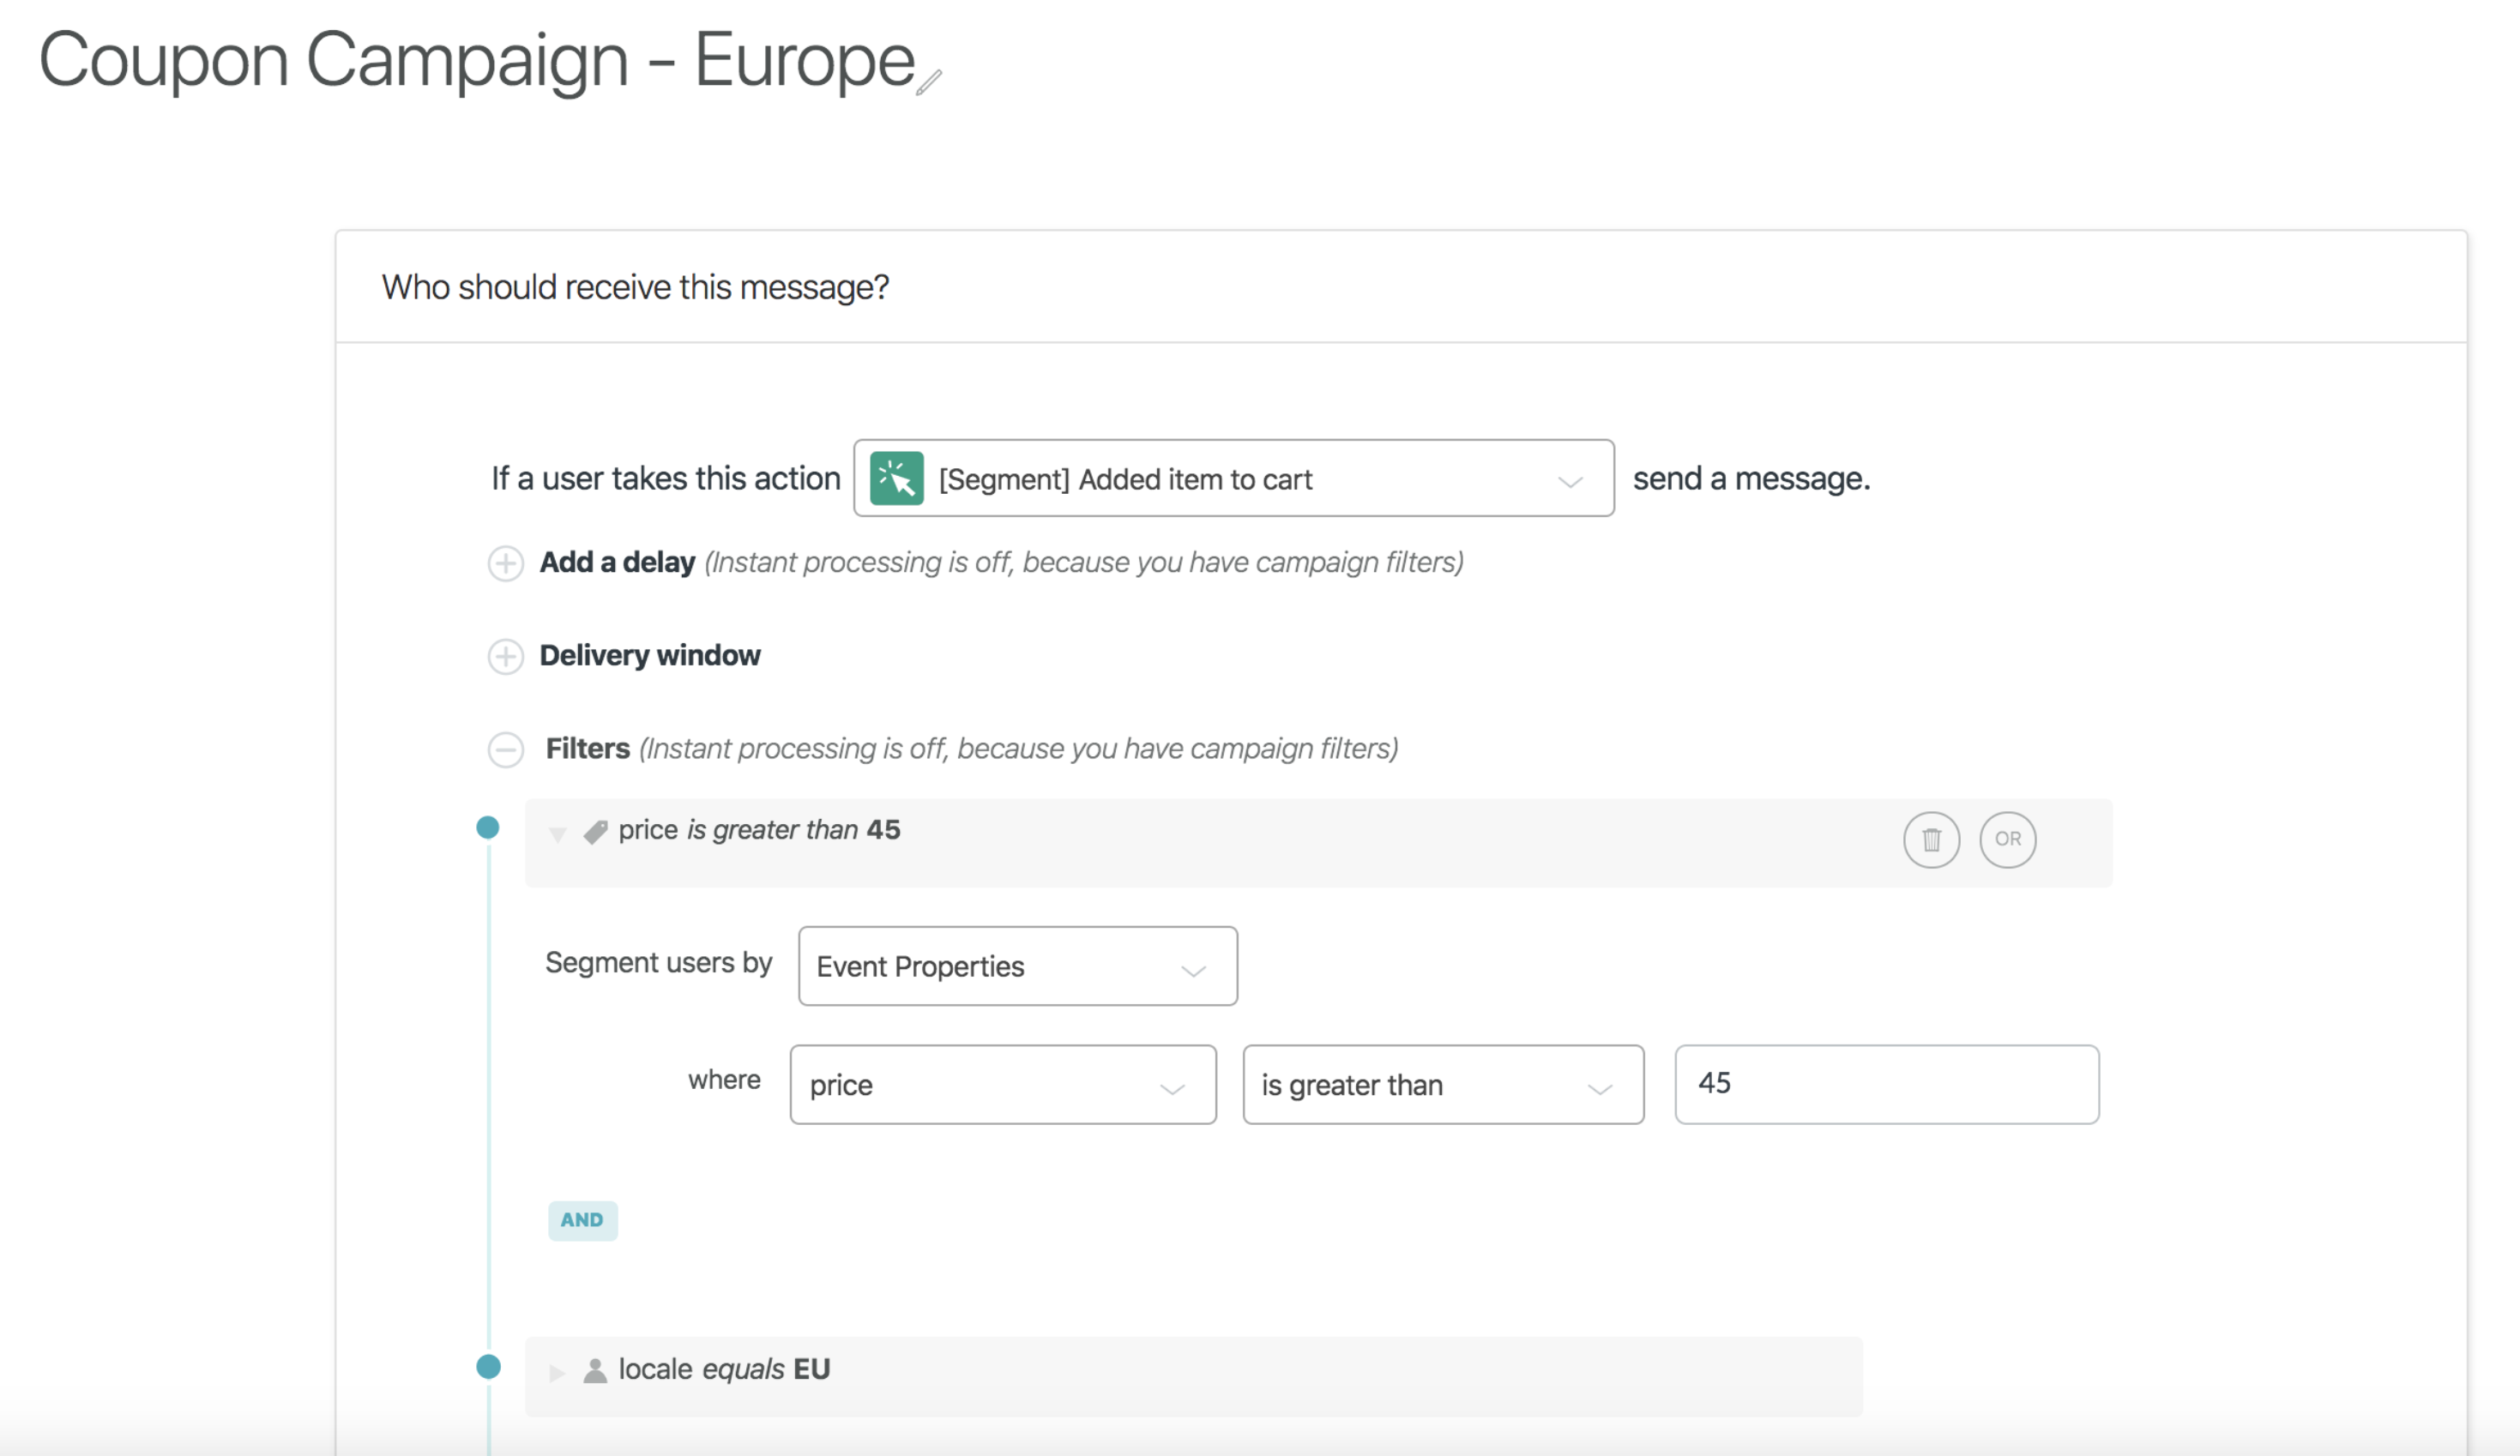 Coupon Campaign - Europe
Who should receive this message?
If a user takes this action [Segment] Added item to cart send a message.
Add a delay (Instant processing is off, because you have campaign filters)
Delivery window
Filters (Instant processing is off, because you have campaign filters)
price is greater than 45 OR
Segment users by Event Properties
where price is greater than 45
AND
locale equals EU